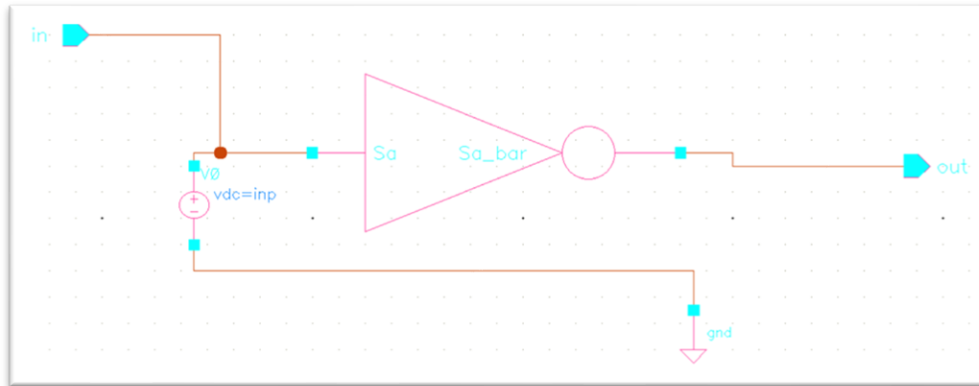 in
Sa
Sa_bar
out
V0
vdc=inp
gnd